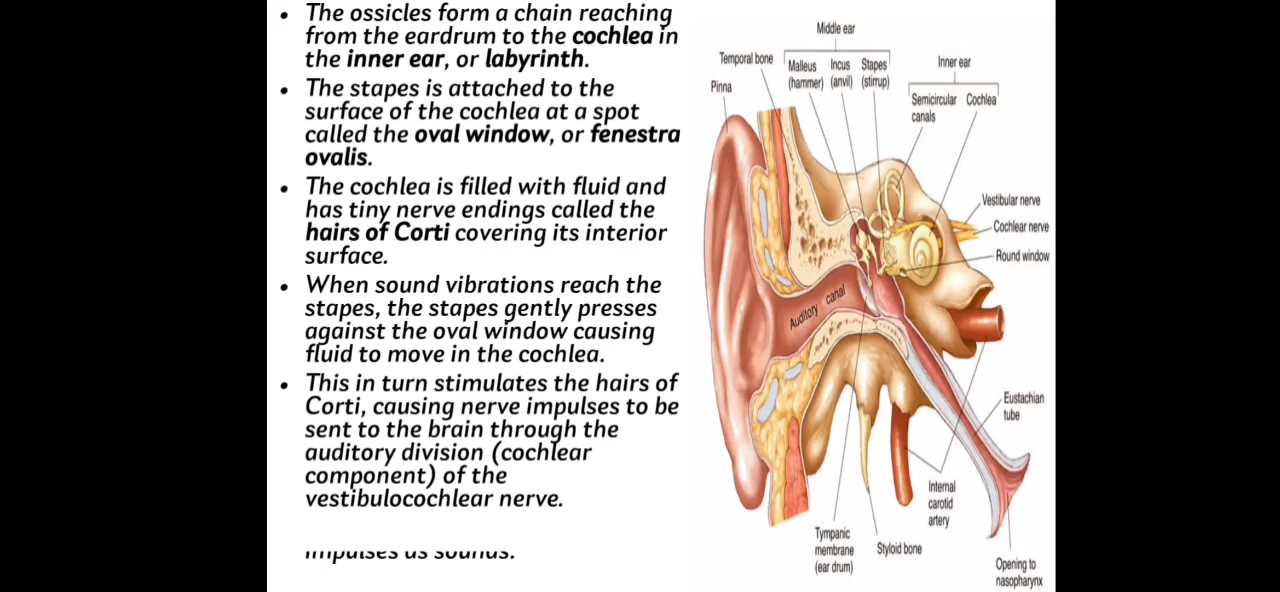 • The ossicles form a chain reaching
from the eardrum to the cochlea in
the inner ear, or labyrinth.
• The stapes is attached to the
surface of the cochlea at a spot
called the oval window, or fenestra
ovalis.
• The cochlea is filled with fluid and
has tiny nerve endings called the
hairs of Corti covering its interior
surface.
• When sound vibrations reach the
stapes, the stapes gently presses
against the oval window causing
fluid to move in the cochlea.
• This in turn stimulates the hairs of
Corti, causing nerve impulses to be
sent to the brain through the
auditory division (cochlear
component) of the
vestibulocochlear nerve.
impulses as sounds.
Middle ear
Temporal bone
Malleus
(hammer)
Incus
(anvil)
Stapes
(stirrup)
Inner ear
Pinna
Semicircular
canals
Cochlea
Vestibular nerve
Cochlear nerve
Round window
Auditory canal
Eustachian
tube
Internal
carotid
artery
Tympanic
membrane
(ear drum)
Styloid bone
Opening to
nasopharynx